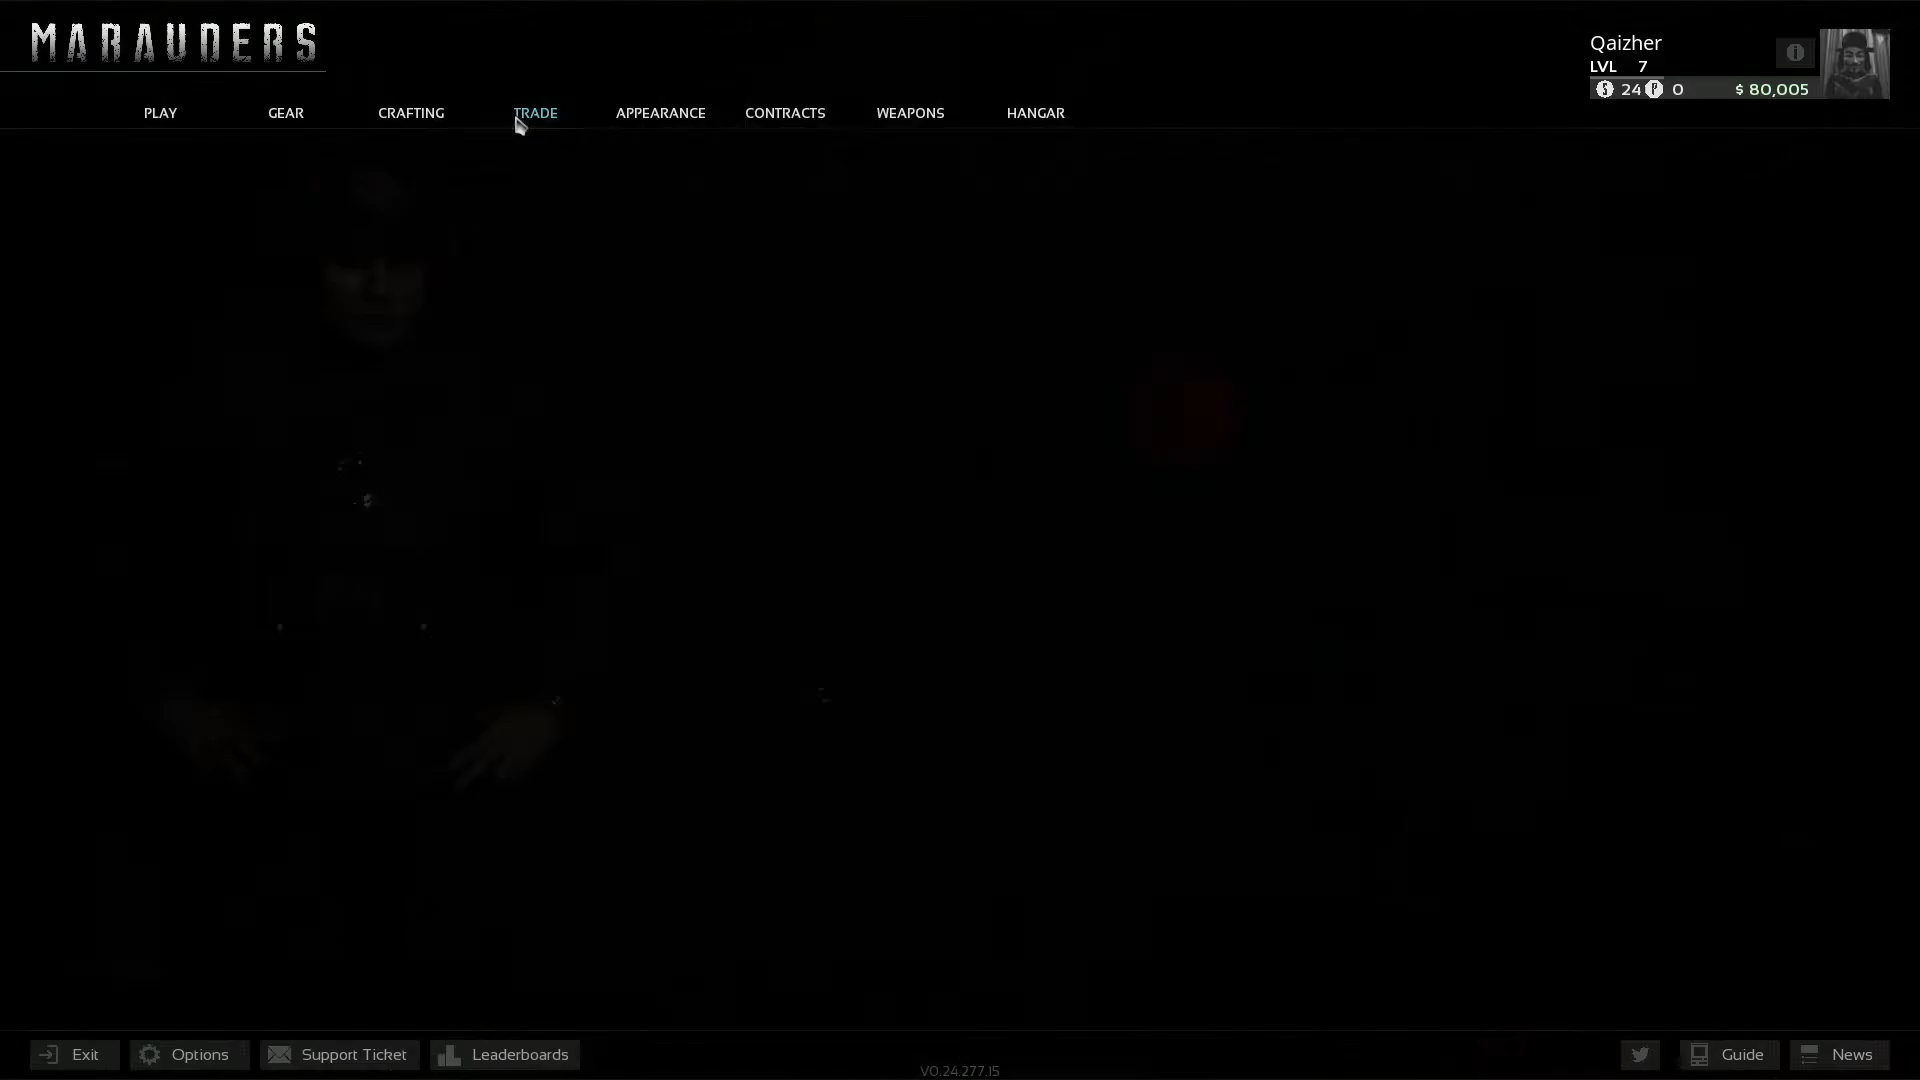 MARAUDERS
Qaizher
LVL 7
S 24 P 0 $ 80,005
PLAY GEAR CRAFTING TRADE APPEARANCE CONTRACTS WEAPONS HANGAR
Exit Options Support Ticket Leaderboards Guide News
V0.24.277.15